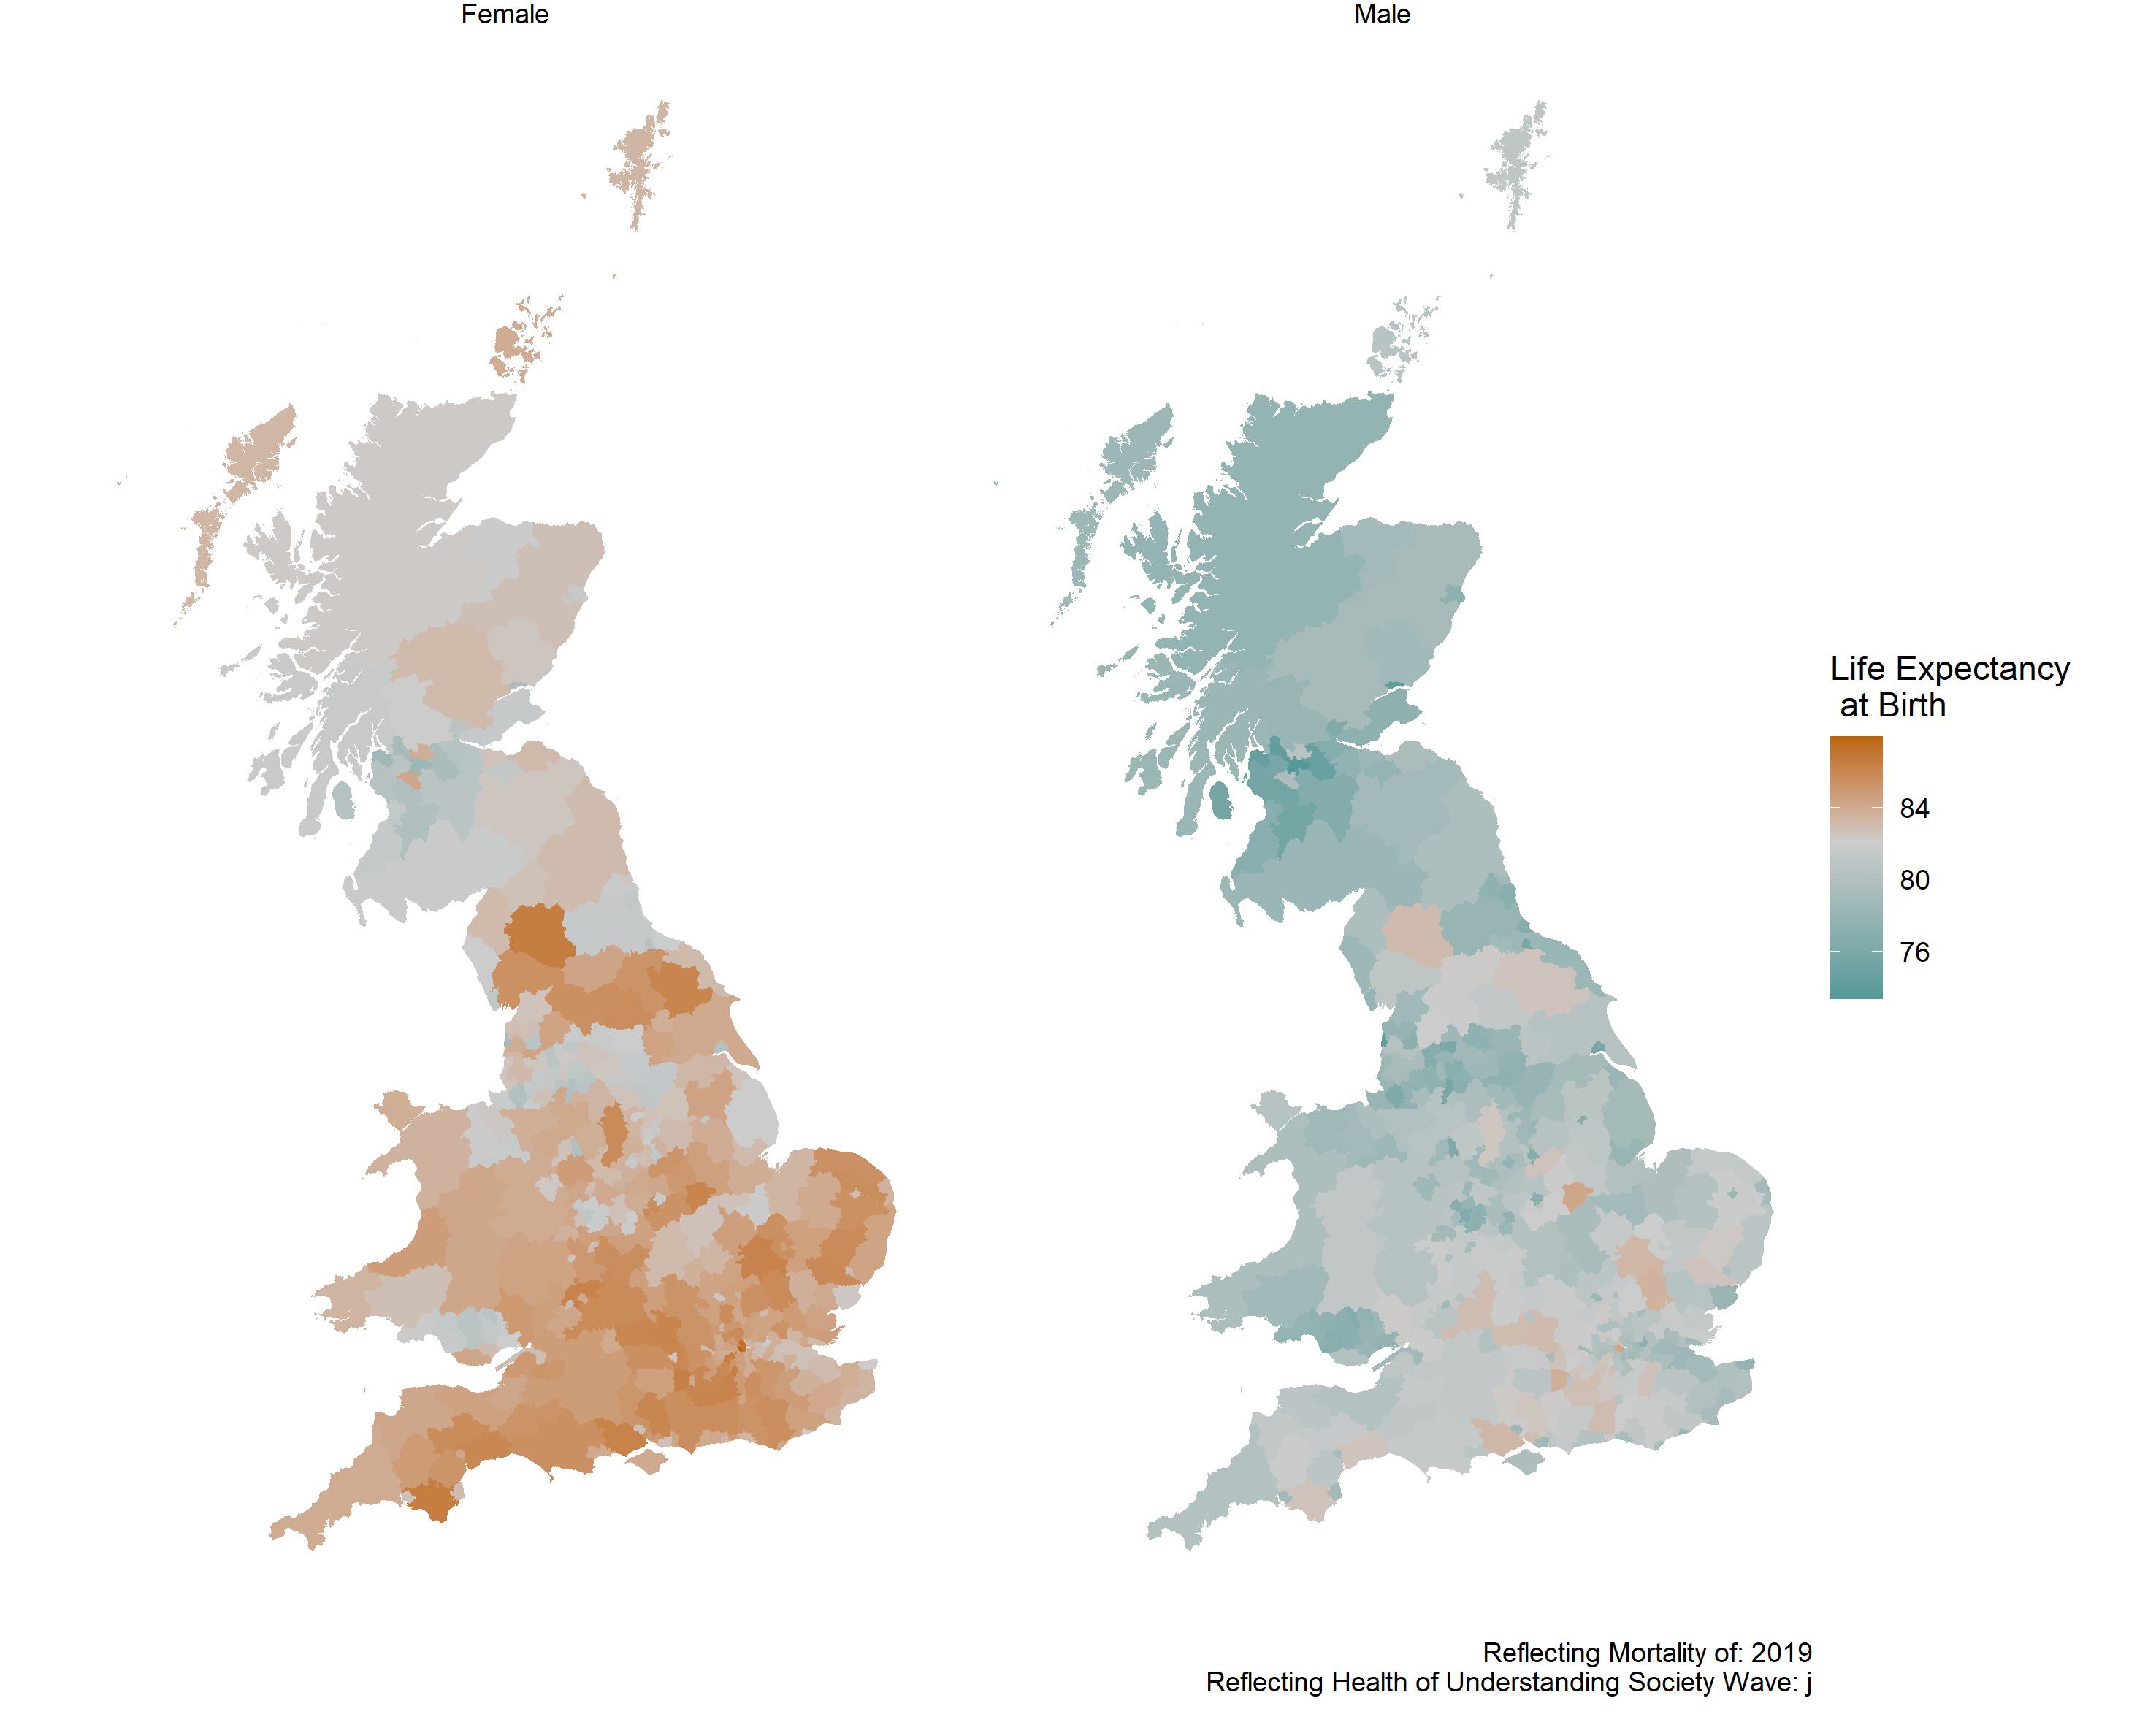 Female
Male
Life Expectancy
at Birth
84
80
76
Reflecting Mortality of: 2019
Reflecting Health of Understanding Society Wave: j